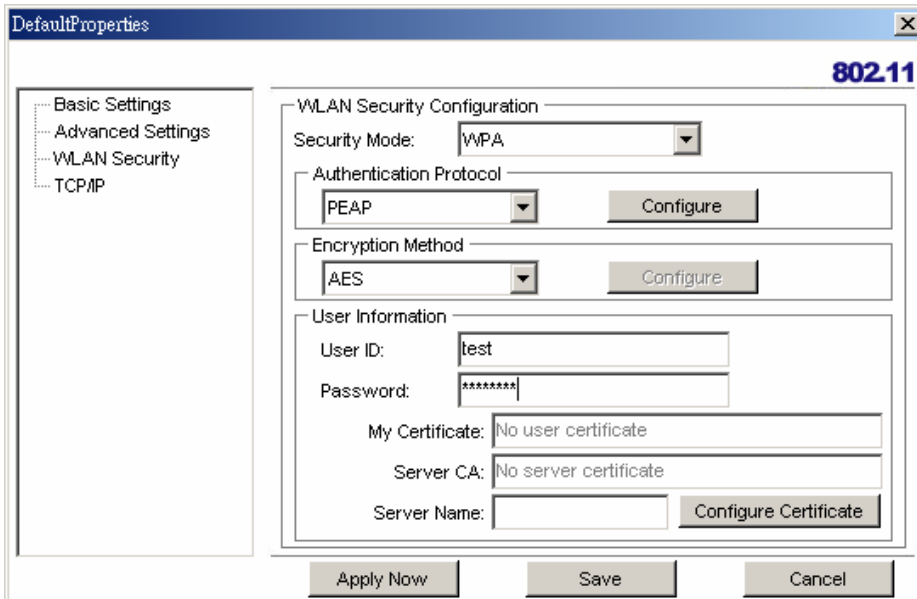 DefaultProperties
802.11
Basic Settings
Advanced Settings
WLAN Security
TCP/IP
WLAN Security Configuration
Security Mode: WPA
Authentication Protocol
PEAP Configure
Encryption Method
AES Configure
User Information
User ID: test
Password: ********
My Certificate: No user certificate
Server CA: No server certificate
Server Name: Configure Certificate
Apply Now Save Cancel